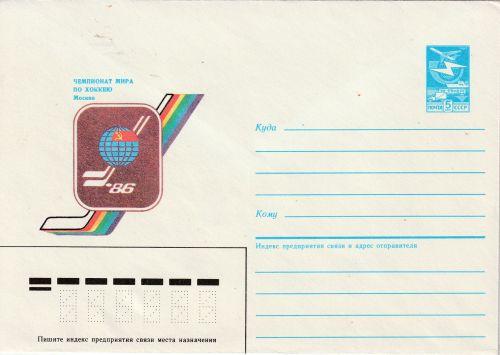 ЧЕМПИОНАТ МИРА
ПО ХОККЕЮ
Москва
'86
ПОЧТА 5 СССР
Куда
Кому
Индекс предприятия связи и адрес отправителя
Пишите индекс предприятия связи места назначения